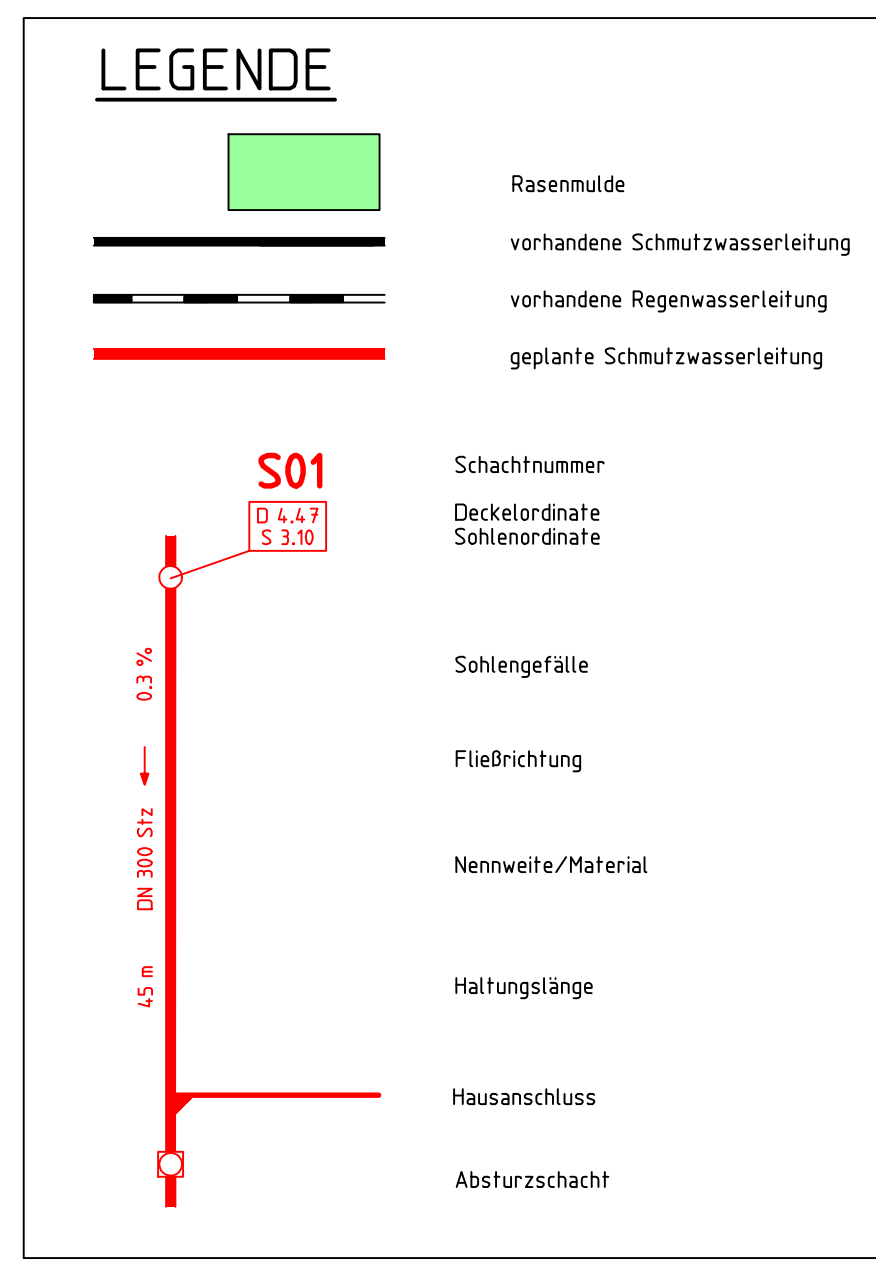 LEGENDE
Rasenmulde
vorhandene Schmutzwasserleitung
vorhandene Regenwasserleitung
geplante Schmutzwasserleitung
S01
Schachtnummer
D 4.47
Deckelordinate
S 3.10
Sohlenordinate
0.3 %
Sohlengefälle
Fließrichtung
DN 300 Stz
Nennweite/Material
45 m
Haltungslänge
Hausanschluss
Absturzschacht